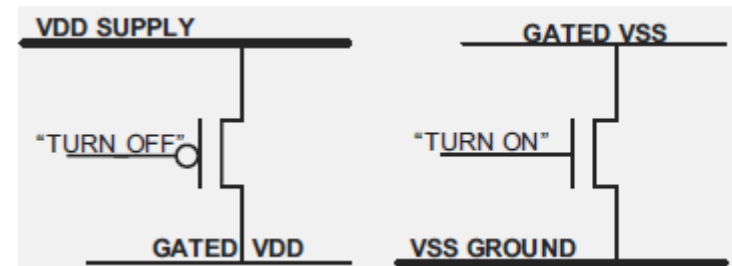 VDD SUPPLY
GATED VSS
"TURN_OFF"
"TURN ON"
GATED VDD
VSS GROUND